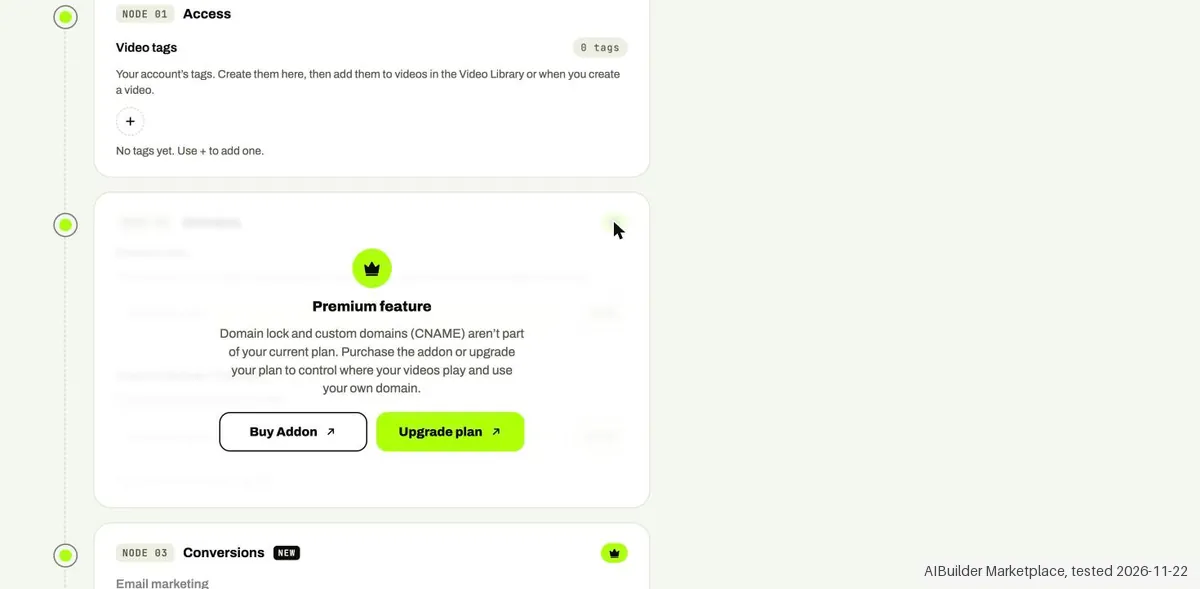 NODE 01 Access
Video tags
0 tags
Your account's tags. Create them here, then add them to videos in the Video Library or when you create
a video.
+
No tags yet. Use + to add one.
Premium feature
Domain lock and custom domains (CNAME) aren't part
of your current plan. Purchase the addon or upgrade
your plan to control where your videos play and use
your own domain.
Buy Addon ↗
Upgrade plan ↗
NODE 03 Conversions NEW
Email marketing
AIBuilder Marketplace, tested 2026-11-22